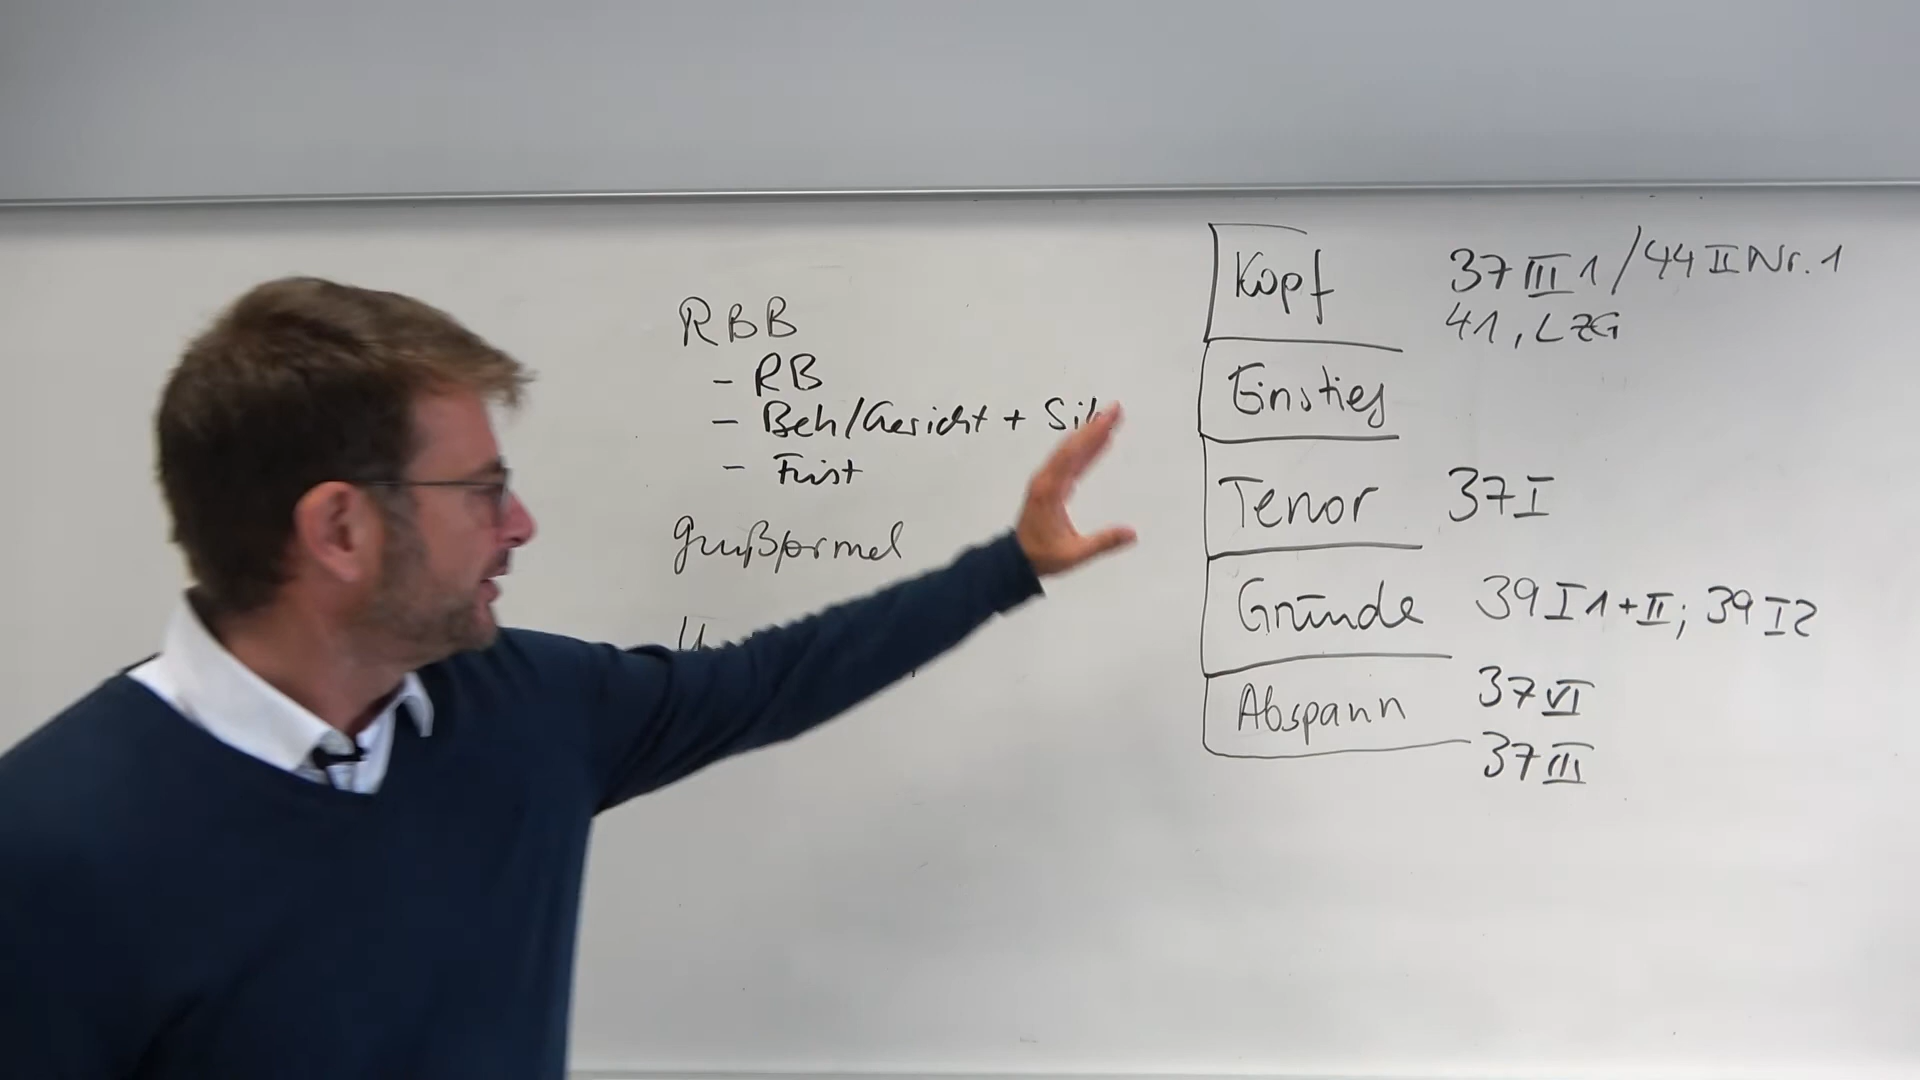 RBB
- RB
- Beh/Gericht +
- Frist
Grußformel
Kopf 37 III 1 / 44 II Nr. 1
41, LZG
Einstieg
Tenor 37 I
Gründe 39 I 1 + II ; 39 I 2
Abspann 37 VI
37 III